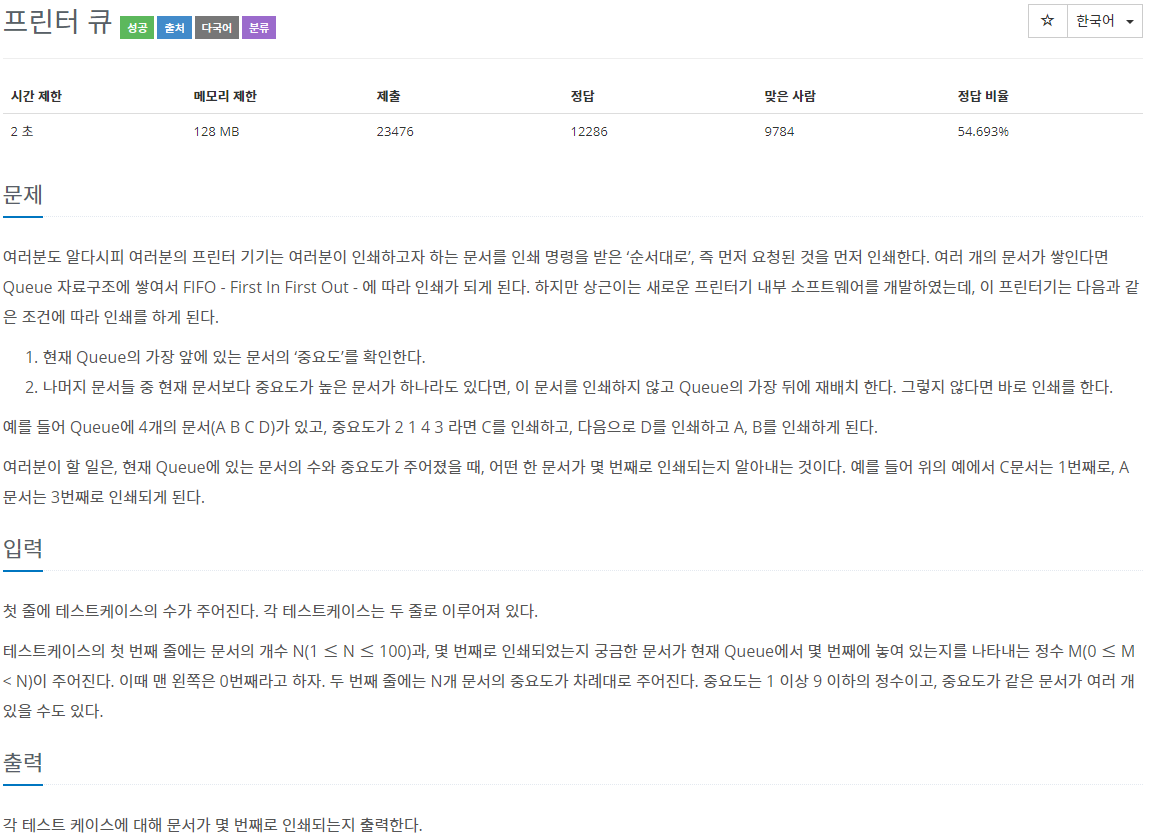 프린터 큐 성공 출처 다국어 분류 ☆ 한국어
시간 제한 메모리 제한 제출 정답 맞은 사람 정답 비율
2 초 128 MB 23476 12286 9784 54.693%
문제
여러분도 알다시피 여러분의 프린터 기기는 여러분이 인쇄하고자 하는 문서를 인쇄 명령을 받은 ‘순서대로’, 즉 먼저 요청된 것을 먼저 인쇄한다. 여러 개의 문서가 쌓인다면
Queue 자료구조에 쌓여서 FIFO - First In First Out - 에 따라 인쇄가 되게 된다. 하지만 상근이는 새로운 프린터기 내부 소프트웨어를 개발하였는데, 이 프린터기는 다음과 같
은 조건에 따라 인쇄를 하게 된다.
1. 현재 Queue의 가장 앞에 있는 문서의 ‘중요도’를 확인한다.
2. 나머지 문서들 중 현재 문서보다 중요도가 높은 문서가 하나라도 있다면, 이 문서를 인쇄하지 않고 Queue의 가장 뒤에 재배치 한다. 그렇지 않다면 바로 인쇄를 한다.
예를 들어 Queue에 4개의 문서(A B C D)가 있고, 중요도가 2 1 4 3 라면 C를 인쇄하고, 다음으로 D를 인쇄하고 A, B를 인쇄하게 된다.
여러분이 할 일은, 현재 Queue에 있는 문서의 수와 중요도가 주어졌을 때, 어떤 한 문서가 몇 번째로 인쇄되는지 알아내는 것이다. 예를 들어 위의 예에서 C문서는 1번째로, A
문서는 3번째로 인쇄되게 된다.
입력
첫 줄에 테스트케이스의 수가 주어진다. 각 테스트케이스는 두 줄로 이루어져 있다.
테스트케이스의 첫 번째 줄에는 문서의 개수 N(1 ≤ N ≤ 100)과, 몇 번째로 인쇄되었는지 궁금한 문서가 현재 Queue에서 몇 번째에 놓여 있는지를 나타내는 정수 M(0 ≤ M
< N)이 주어진다. 이때 맨 왼쪽은 0번째라고 하자. 두 번째 줄에는 N개 문서의 중요도가 차례대로 주어진다. 중요도는 1 이상 9 이하의 정수이고, 중요도가 같은 문서가 여러 개
있을 수도 있다.
출력
각 테스트 케이스에 대해 문서가 몇 번째로 인쇄되는지 출력한다.